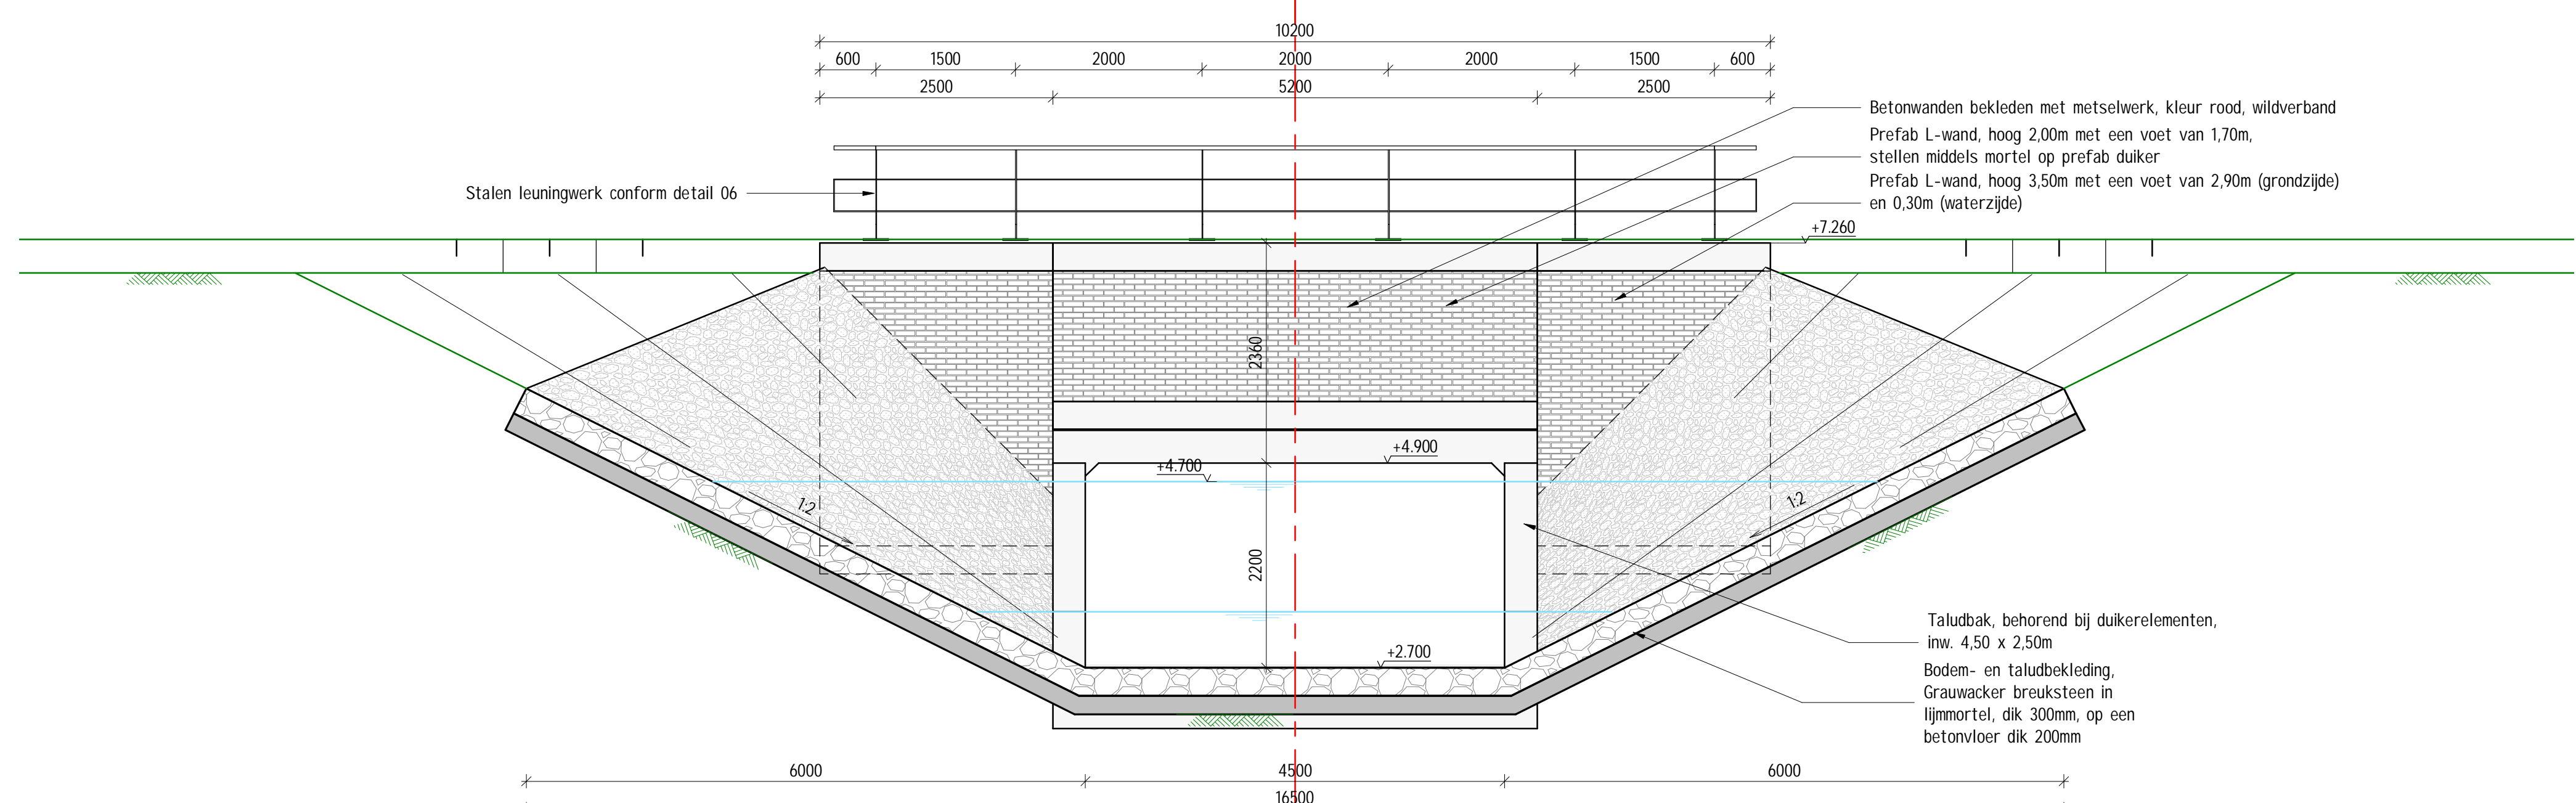 10200
600 1500 2000 2000 2000 1500 600
2500 5200 2500
Betonwanden bekleden met metselwerk, kleur rood, wildverband
Prefab L-wand, hoog 2,00m met een voet van 1,70m,
stellen middels mortel op prefab duiker
Prefab L-wand, hoog 3,50m met een voet van 2,90m (grondzijde)
en 0,30m (waterzijde)
Stalen leuningwerk conform detail 06
+7.260
2360
+4.900
+4.700
1:2
1:2
2200
+2.700
Taludbak, behorend bij duikerelementen,
inw. 4,50 x 2,50m
Bodem- en taludbekleding,
Grauwacker breuksteen in
lijmmortel, dik 300mm, op een
betonvloer dik 200mm
6000 4500 6000
16500